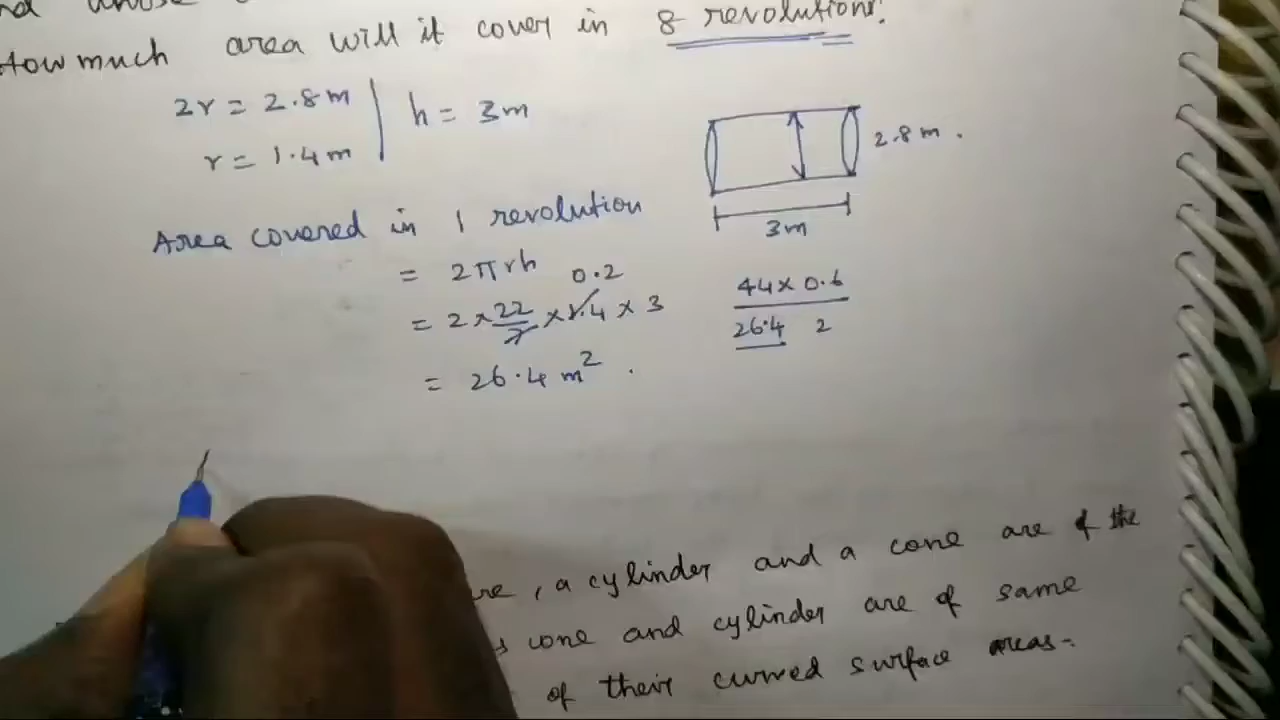 How much area will it cover in 8 revolutions?
2r = 2.8 m
r = 1.4 m
h = 3m
2.8 m.
3m
Area covered in 1 revolution
= 2πrh
0.2
= 2 × 22/7 × 1.4 × 3
= 26.4 m² .
44 × 0.6
26.4 2
, a cylinder and a cone are of the
cone and cylinder are of same
of their curved surface areas.